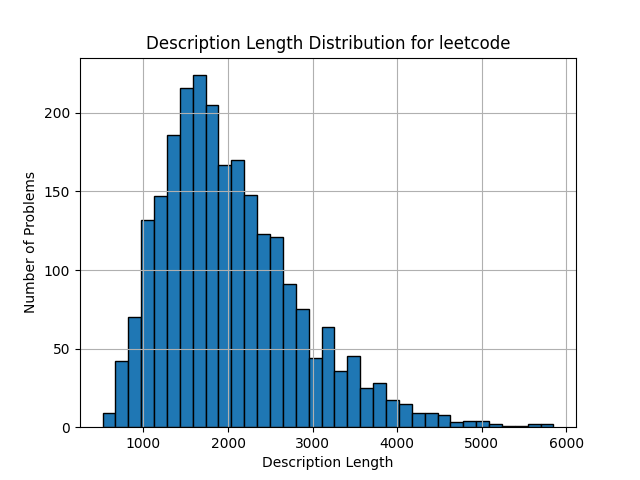 Description Length Distribution for leetcode
Number of Problems
200
150
100
50
0
1000 2000 3000 4000 5000 6000
Description Length